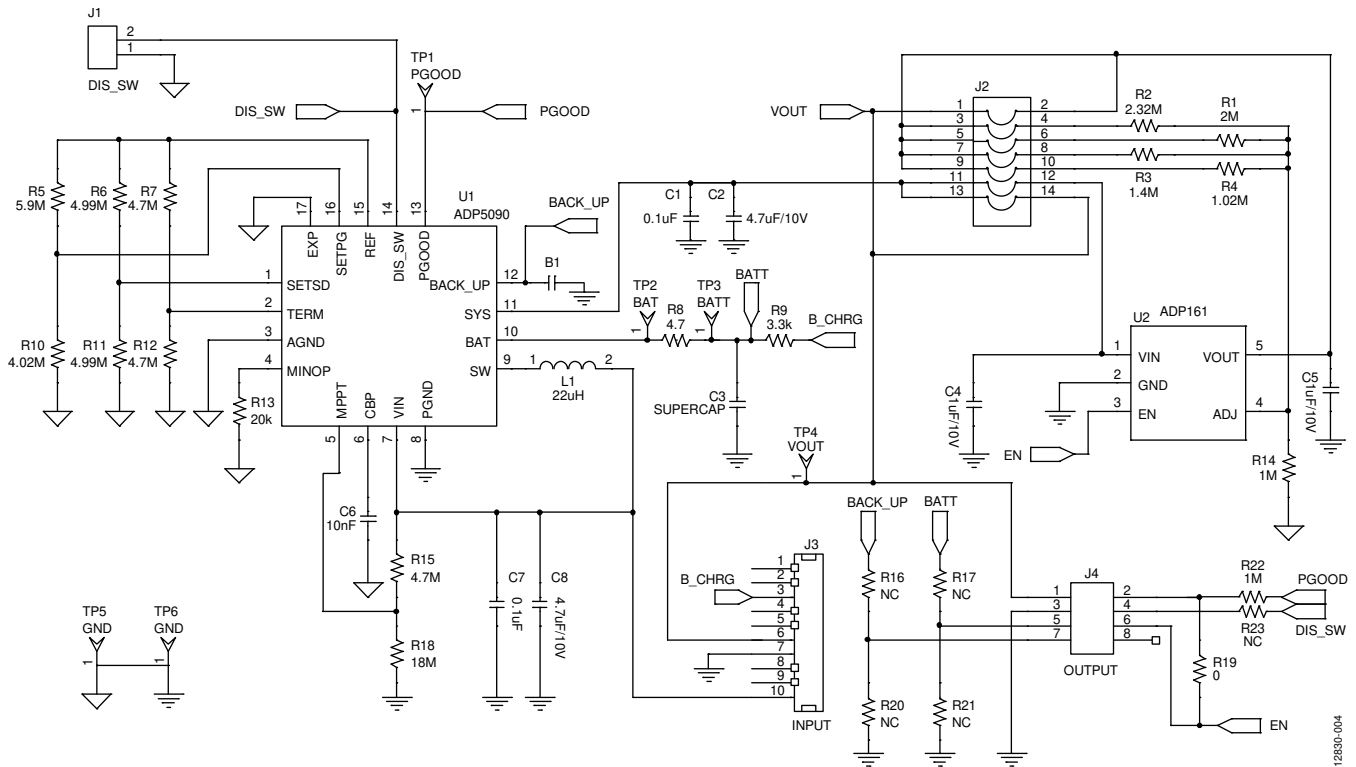 J1
2
1
DIS_SW
TP1
PGOOD
1
DIS_SW
PGOOD
VOUT
J2
1
2
3
4
5
6
7
8
9
10
11
12
13
14
R2
2.32M
R1
2M
R3
1.4M
R4
1.02M
R5
5.9M
R6
4.99M
R7
4.7M
U1
ADP5090
17
16
15
14
13
EXP
SETPG
REF
DIS_SW
PGOOD
BACK_UP
C1
0.1uF
C2
4.7uF/10V
1
SETSD
2
TERM
3
AGND
4
MINOP
BACK_UP
12
B1
SYS
11
BAT
10
SW
9
MPPT
CBP
VIN
PGND
5
6
7
8
TP2
BAT
1
R8
4.7
TP3
BATT
1
BATT
R9
3.3k
B_CHRG
1
2
L1
22uH
C3
SUPERCAP
R10
4.02M
R11
4.99M
R12
4.7M
R13
20k
U2
ADP161
1
VIN
2
GND
3
EN
VOUT
5
ADJ
4
C4
1uF/10V
C5
1uF/10V
EN
R14
1M
TP4
VOUT
1
C6
10nF
R15
4.7M
R18
18M
C7
0.1uF
C8
4.7uF/10V
J3
1
2
3
4
5
6
7
8
9
10
B_CHRG
INPUT
BACK_UP
BATT
R16
NC
R17
NC
R20
NC
R21
NC
J4
1
2
3
4
5
6
7
8
OUTPUT
R22
1M
PGOOD
R23
NC
DIS_SW
R19
0
EN
TP5
GND
1
TP6
GND
1
12830-004